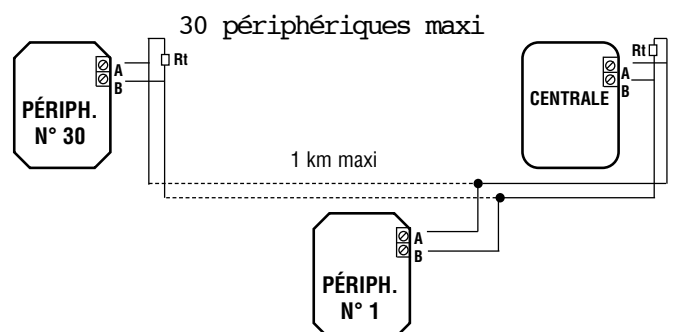 30 périphériques maxi
Rt
A
B
PÉRIPH.
N° 30
Rt
A
B
CENTRALE
1 km maxi
A
B
PÉRIPH.
N° 1